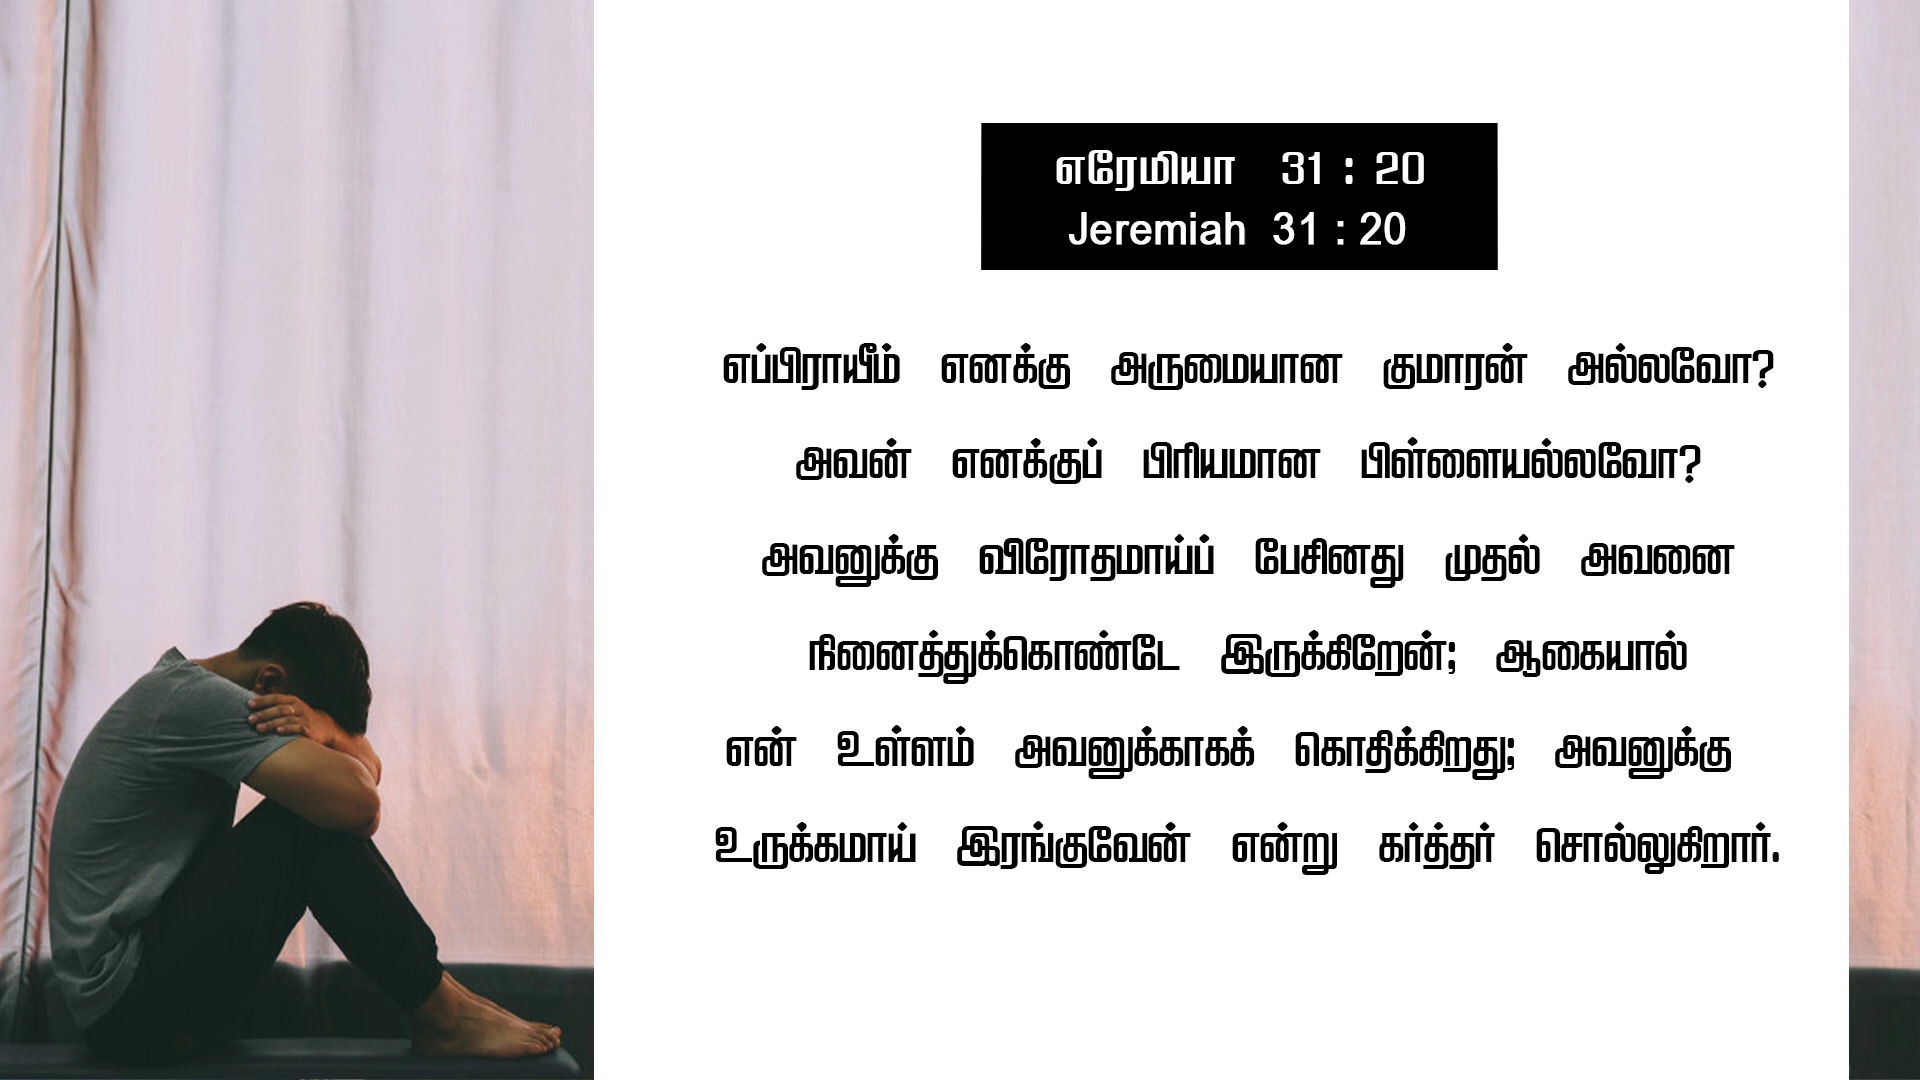 எரேமியா 31 : 20
Jeremiah 31 : 20
எப்பிராயீம் எனக்கு அருமையான குமாரன் அல்லவோ?
அவன் எனக்குப் பிரியமான பிள்ளையல்லவோ?
அவனுக்கு விரோதமாய்ப் பேசினது முதல் அவனை
நினைத்துக்கொண்டே இருக்கிறேன்; ஆகையால்
என் உள்ளம் அவனுக்காகக் கொதிக்கிறது; அவனுக்கு
உருக்கமாய் இரங்குவேன் என்று கர்த்தர் சொல்லுகிறார்.